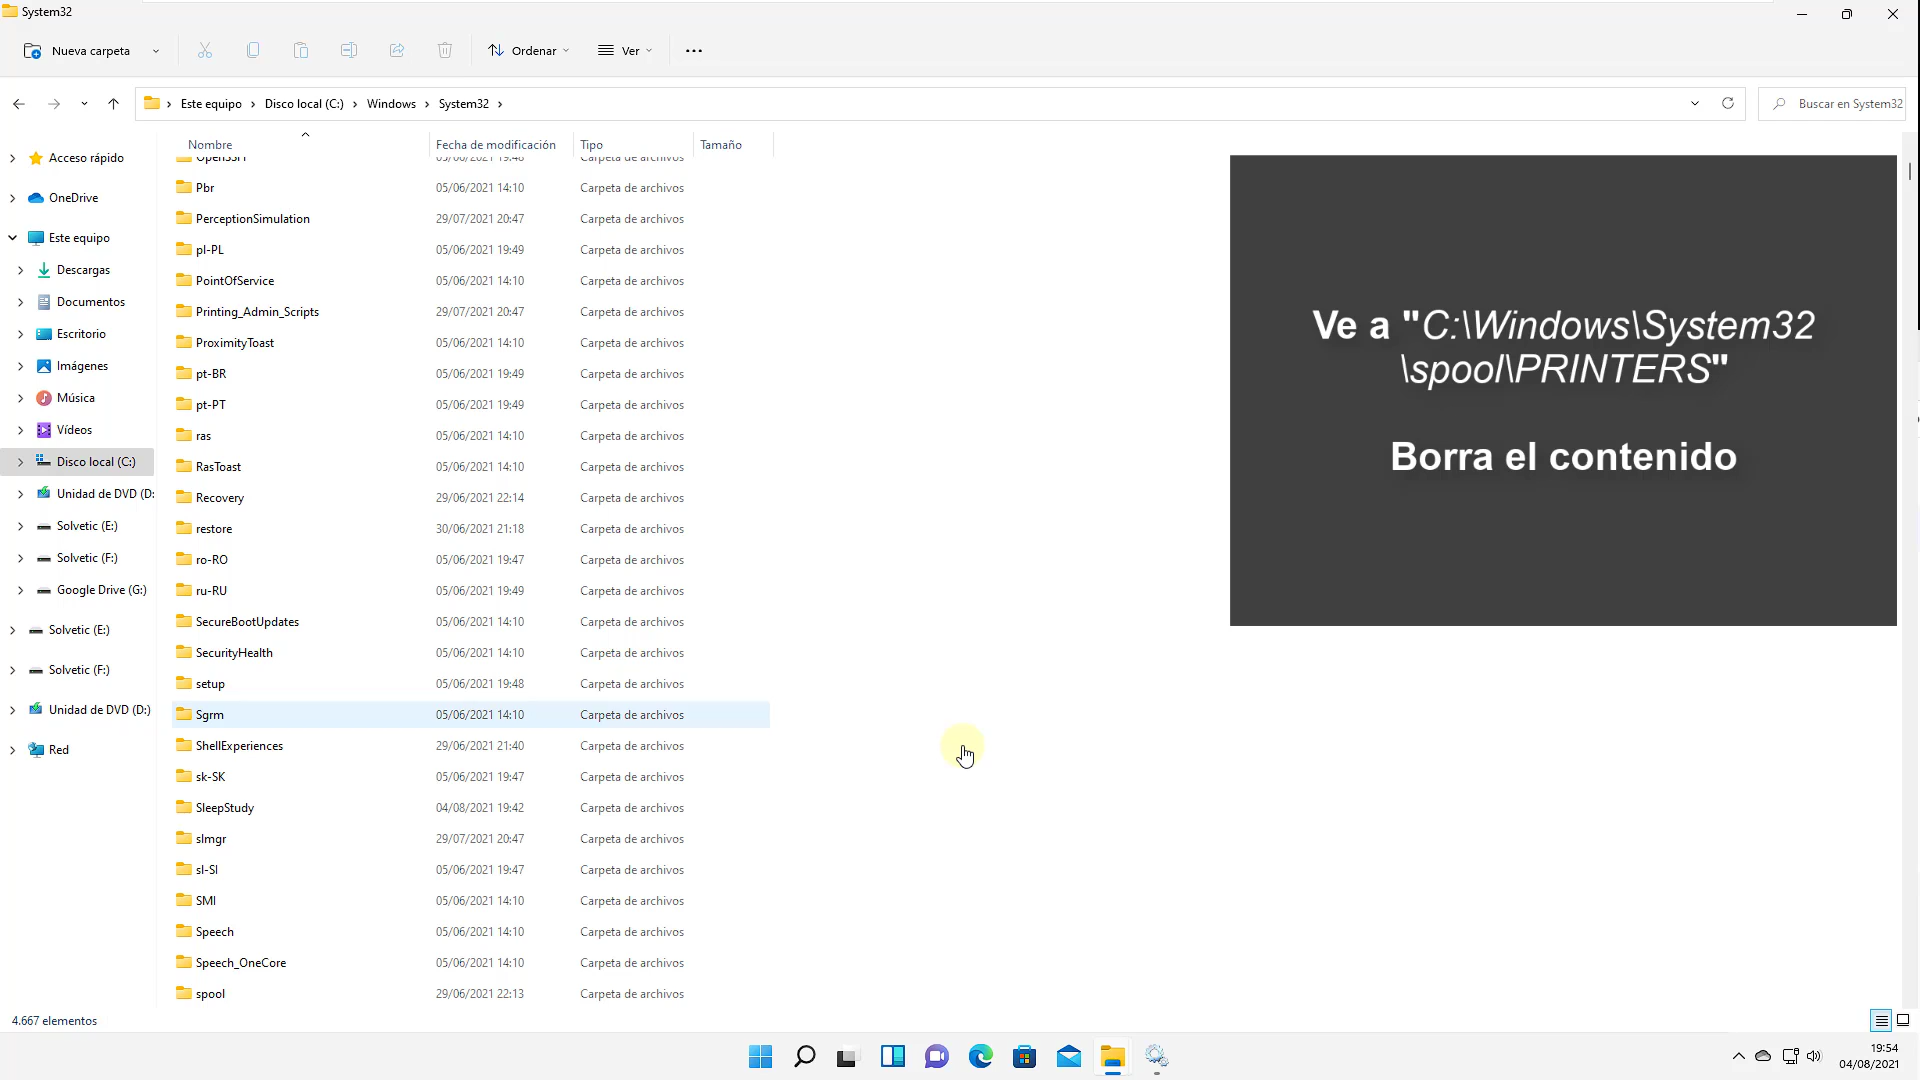 System32
Nueva carpeta
Ordenar
Ver
Este equipo
Disco local (C:)
Windows
System32
Buscar en System32
Nombre
Fecha de modificación
Tipo
Tamaño
OpenSSH 05/06/2021 19:48 Carpeta de archivos
Pbr 05/06/2021 14:10 Carpeta de archivos
PerceptionSimulation 29/07/2021 20:47 Carpeta de archivos
pl-PL 05/06/2021 19:49 Carpeta de archivos
PointOfService 05/06/2021 14:10 Carpeta de archivos
Printing_Admin_Scripts 29/07/2021 20:47 Carpeta de archivos
ProximityToast 05/06/2021 14:10 Carpeta de archivos
pt-BR 05/06/2021 19:49 Carpeta de archivos
pt-PT 05/06/2021 19:49 Carpeta de archivos
ras 05/06/2021 14:10 Carpeta de archivos
RasToast 05/06/2021 14:10 Carpeta de archivos
Recovery 29/06/2021 22:14 Carpeta de archivos
restore 30/06/2021 21:18 Carpeta de archivos
ro-RO 05/06/2021 19:47 Carpeta de archivos
ru-RU 05/06/2021 19:49 Carpeta de archivos
SecureBootUpdates 05/06/2021 14:10 Carpeta de archivos
SecurityHealth 05/06/2021 14:10 Carpeta de archivos
setup 05/06/2021 19:48 Carpeta de archivos
Sgrm 05/06/2021 14:10 Carpeta de archivos
ShellExperiences 29/06/2021 21:40 Carpeta de archivos
sk-SK 05/06/2021 19:47 Carpeta de archivos
SleepStudy 04/08/2021 19:42 Carpeta de archivos
slmgr 29/07/2021 20:47 Carpeta de archivos
sl-SI 05/06/2021 19:47 Carpeta de archivos
SMI 05/06/2021 14:10 Carpeta de archivos
Speech 05/06/2021 14:10 Carpeta de archivos
Speech_OneCore 05/06/2021 14:10 Carpeta de archivos
spool 29/06/2021 22:13 Carpeta de archivos
Acceso rápido
OneDrive
Este equipo
Descargas
Documentos
Escritorio
Imágenes
Música
Vídeos
Disco local (C:)
Unidad de DVD (D:
Solvetic (E:)
Solvetic (F:)
Google Drive (G:)
Solvetic (E:)
Solvetic (F:)
Unidad de DVD (D:)
Red
Ve a "C:\Windows\System32
\spool\PRINTERS"
Borra el contenido
4.667 elementos
19:54
04/08/2021